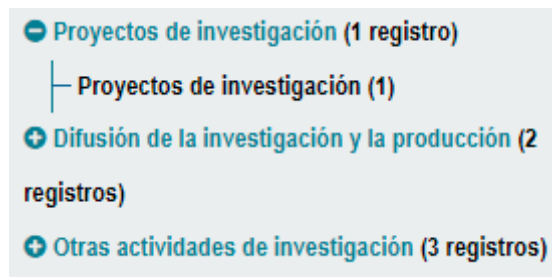 Proyectos de investigación (1 registro)
Proyectos de investigación (1)
Difusión de la investigación y la producción (2
registros)
Otras actividades de investigación (3 registros)